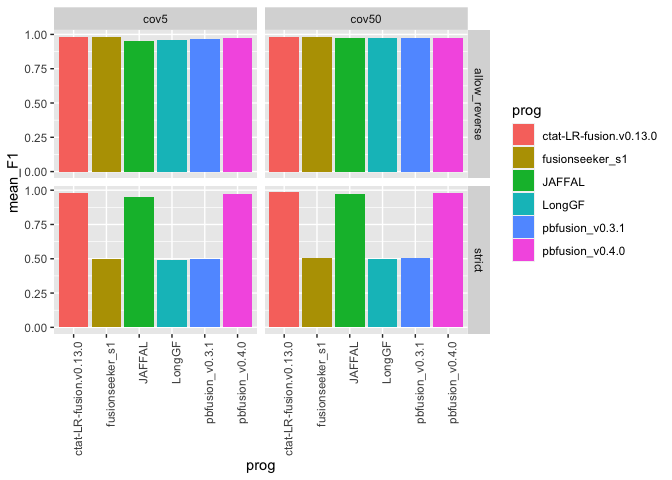 cov5
cov50
mean_F1
1.00
0.75
0.50
0.25
0.00
allow_reverse
1.00
0.75
0.50
0.25
0.00
strict
ctat-LR-fusion.v0.13.0
fusionseeker_s1
JAFFAL
LongGF
pbfusion_v0.3.1
pbfusion_v0.4.0
ctat-LR-fusion.v0.13.0
fusionseeker_s1
JAFFAL
LongGF
pbfusion_v0.3.1
pbfusion_v0.4.0
prog
prog
ctat-LR-fusion.v0.13.0
fusionseeker_s1
JAFFAL
LongGF
pbfusion_v0.3.1
pbfusion_v0.4.0